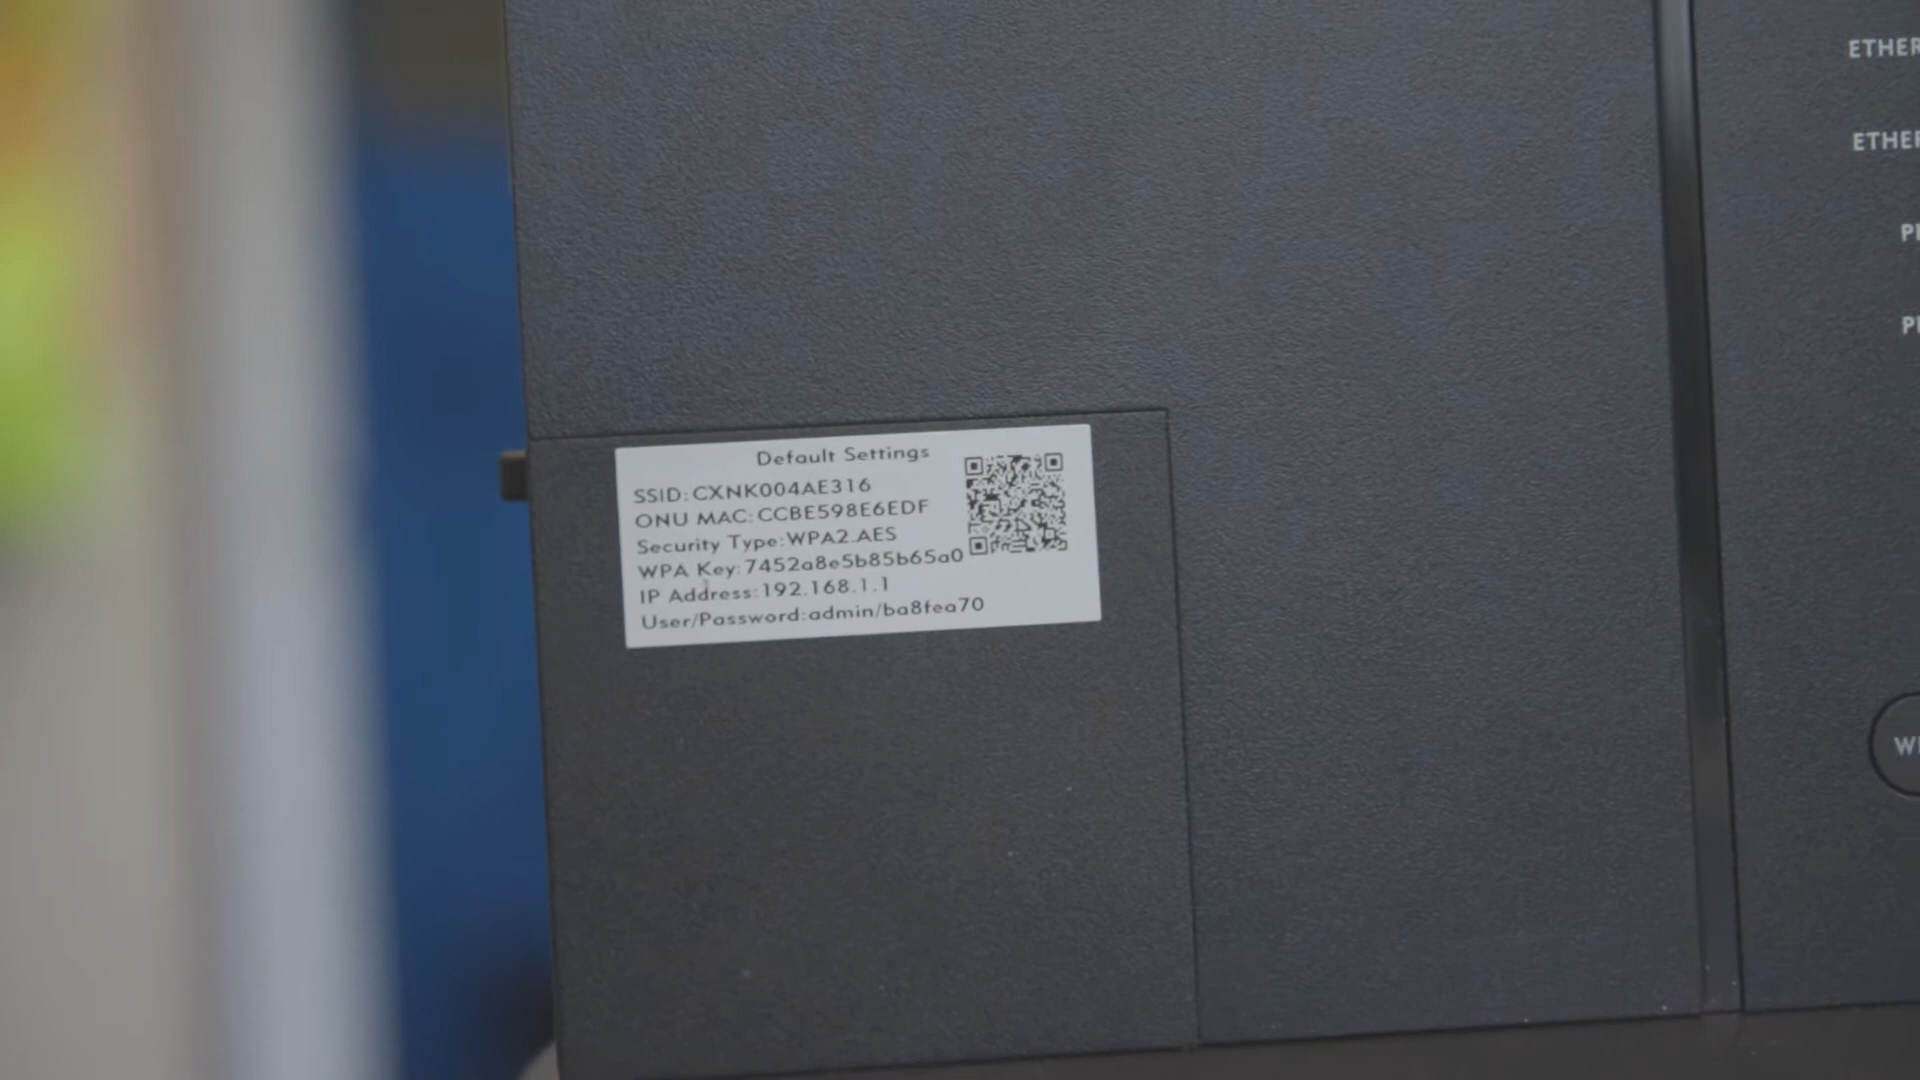 Default Settings
SSID:CXNK004AE316
ONU MAC:CCBE598E6EDF
Security Type:WPA2.AES
WPA Key:7452a8e5b85b65a0
IP Address:192.168.1.1
User/Password:admin/ba8fea70